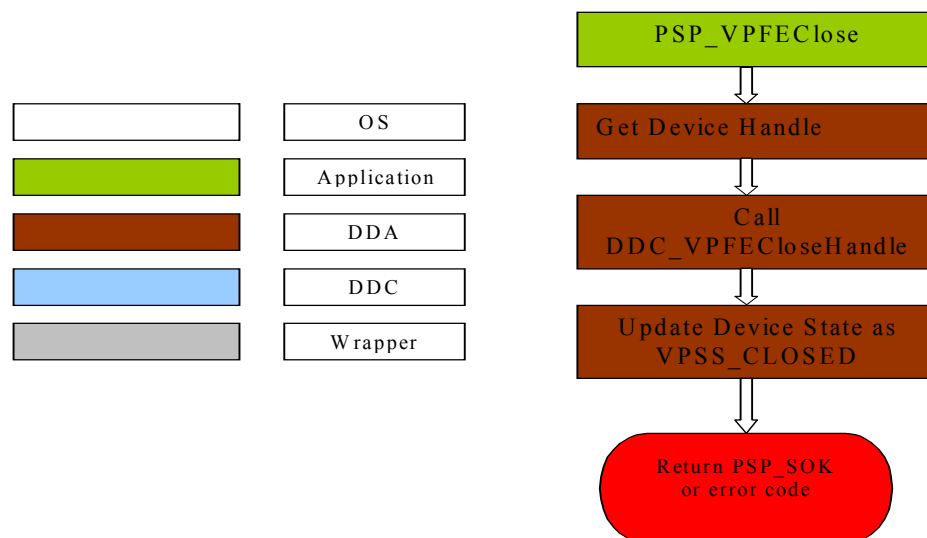 OS
Application
DDA
DDC
Wrapper
PSP_VPFEClose
Get Device Handle
Call
DDC_VPFECloseHandle
Update Device State as
VPSS_CLOSED
Return PSP_SOK
or error code